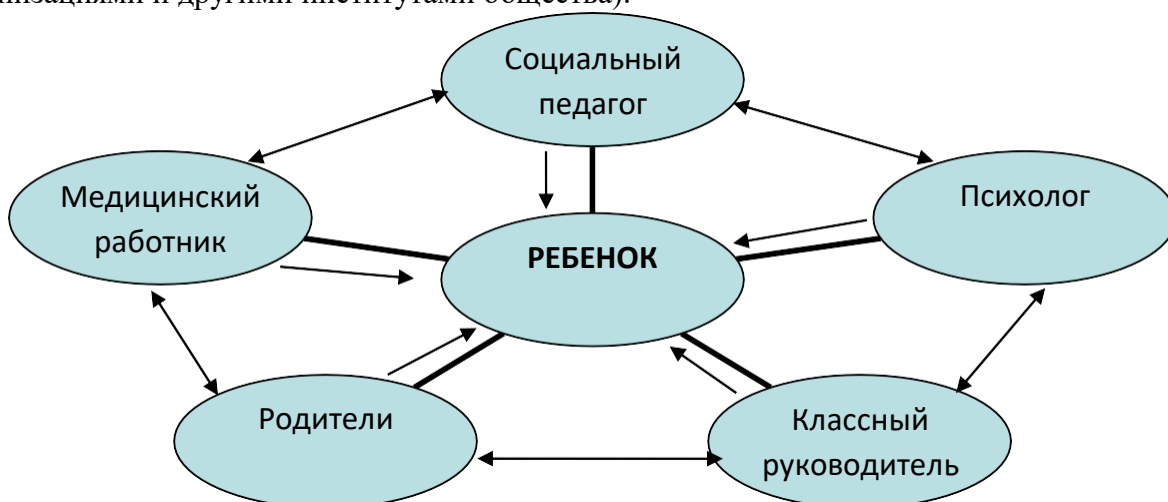 низациями и другими институтами общества).
Социальный
педагог
Медицинский
работник
Психолог
РЕБЕНОК
Родители
Классный
руководитель